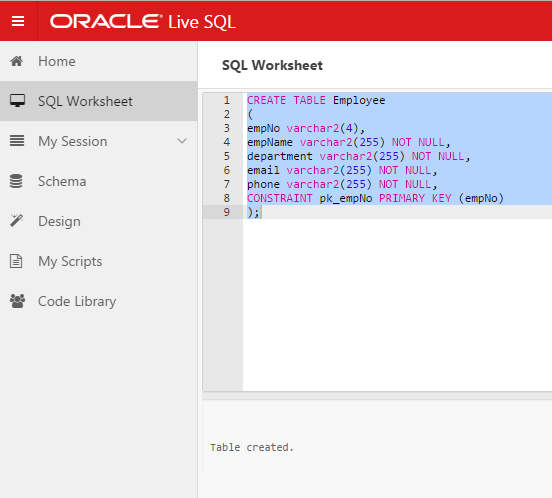 ORACLE Live SQL
Home
SQL Worksheet
My Session
Schema
Design
My Scripts
Code Library
SQL Worksheet
1 CREATE TABLE Employee
2 (
3 empNo varchar2(4),
4 empName varchar2(255) NOT NULL,
5 department varchar2(255) NOT NULL,
6 email varchar2(255) NOT NULL,
7 phone varchar2(255) NOT NULL,
8 CONSTRAINT pk_empNo PRIMARY KEY (empNo)
9 );
Table created.